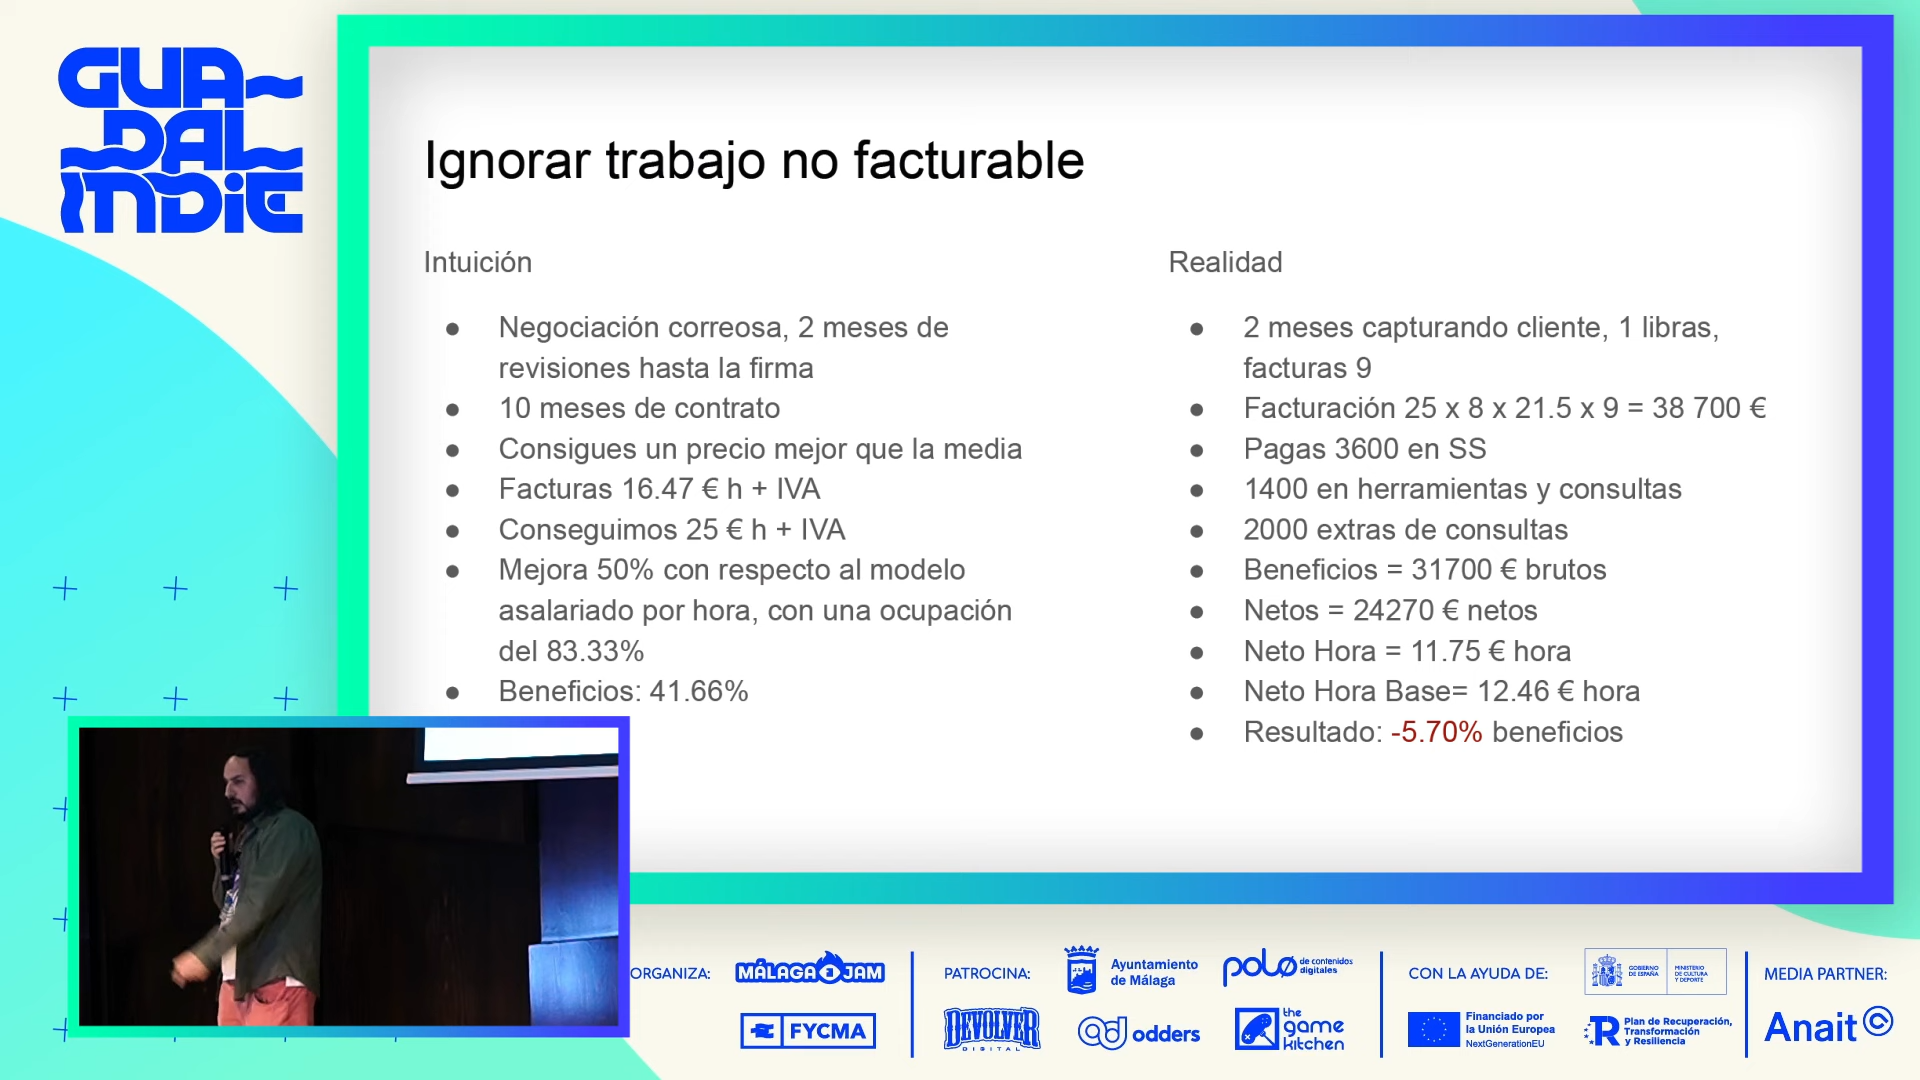 GUA
DAL
INDIE
Ignorar trabajo no facturable
Intuición
● Negociación correosa, 2 meses de
revisiones hasta la firma
● 10 meses de contrato
● Consigues un precio mejor que la media
● Facturas 16.47 € h + IVA
● Conseguimos 25 € h + IVA
● Mejora 50% con respecto al modelo
asalariado por hora, con una ocupación
del 83.33%
● Beneficios: 41.66%
Realidad
● 2 meses capturando cliente, 1 libras,
facturas 9
● Facturación 25 x 8 x 21.5 x 9 = 38 700 €
● Pagas 3600 en SS
● 1400 en herramientas y consultas
● 2000 extras de consultas
● Beneficios = 31700 € brutos
● Netos = 24270 € netos
● Neto Hora = 11.75 € hora
● Neto Hora Base= 12.46 € hora
● Resultado: -5.70% beneficios
ORGANIZA:
MÁLAGA JAM
FYCMA
PATROCINA:
Ayuntamiento
de Málaga
polo de contenidos
digitales
DEVOLVER
DIGITAL
odders
the
game
kitchen
CON LA AYUDA DE:
GOBIERNO
DE ESPAÑA
MINISTERIO
DE CULTURA
Y DEPORTE
Financiado por
la Unión Europea
NextGenerationEU
Plan de Recuperación,
Transformación
y Resiliencia
MEDIA PARTNER:
Anait